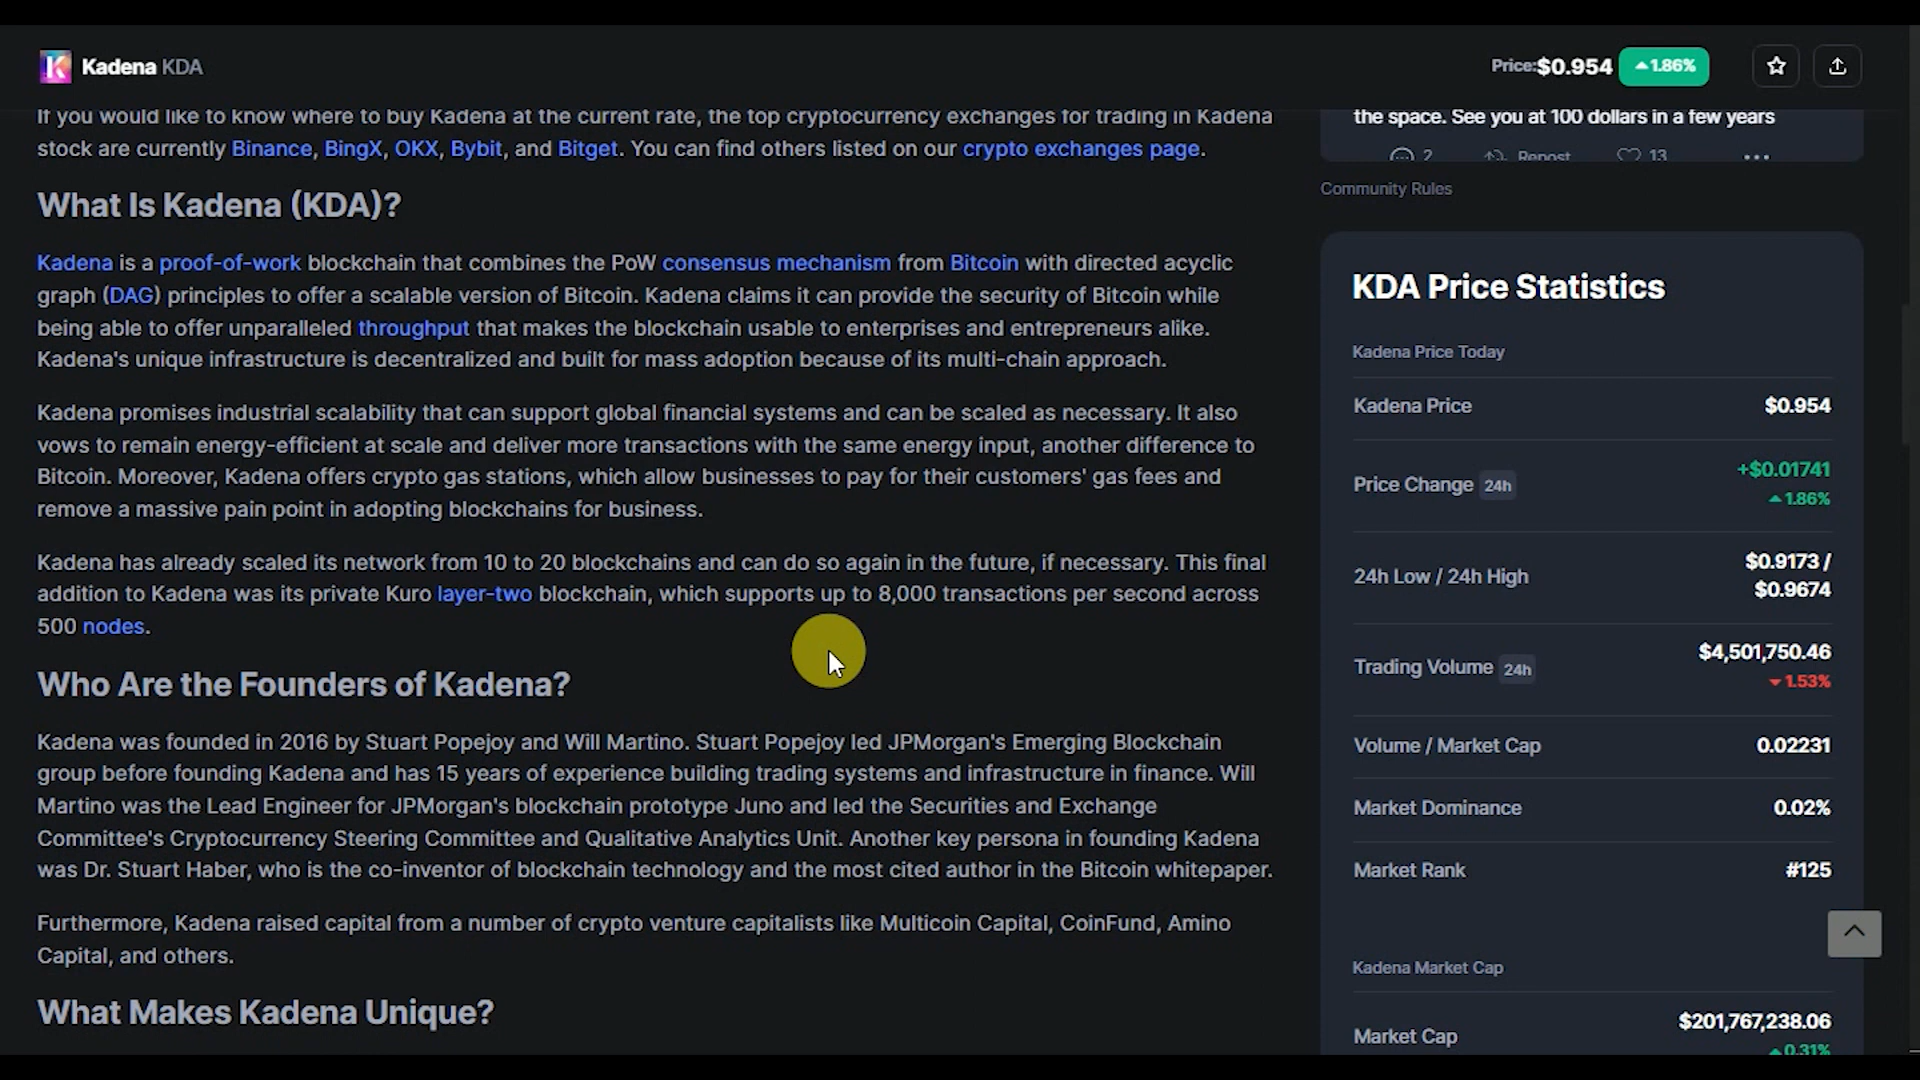 Kadena KDA
Price:$0.954 1.86%
If you would like to know where to buy Kadena at the current rate, the top cryptocurrency exchanges for trading in Kadena
stock are currently Binance, BingX, OKX, Bybit, and Bitget. You can find others listed on our crypto exchanges page.
What Is Kadena (KDA)?
Kadena is a proof-of-work blockchain that combines the PoW consensus mechanism from Bitcoin with directed acyclic
graph (DAG) principles to offer a scalable version of Bitcoin. Kadena claims it can provide the security of Bitcoin while
being able to offer unparalleled throughput that makes the blockchain usable to enterprises and entrepreneurs alike.
Kadena's unique infrastructure is decentralized and built for mass adoption because of its multi-chain approach.
Kadena promises industrial scalability that can support global financial systems and can be scaled as necessary. It also
vows to remain energy-efficient at scale and deliver more transactions with the same energy input, another difference to
Bitcoin. Moreover, Kadena offers crypto gas stations, which allow businesses to pay for their customers' gas fees and
remove a massive pain point in adopting blockchains for business.
Kadena has already scaled its network from 10 to 20 blockchains and can do so again in the future, if necessary. This final
addition to Kadena was its private Kuro layer-two blockchain, which supports up to 8,000 transactions per second across
500 nodes.
Who Are the Founders of Kadena?
Kadena was founded in 2016 by Stuart Popejoy and Will Martino. Stuart Popejoy led JPMorgan's Emerging Blockchain
group before founding Kadena and has 15 years of experience building trading systems and infrastructure in finance. Will
Martino was the Lead Engineer for JPMorgan's blockchain prototype Juno and led the Securities and Exchange
Committee's Cryptocurrency Steering Committee and Qualitative Analytics Unit. Another key persona in founding Kadena
was Dr. Stuart Haber, who is the co-inventor of blockchain technology and the most cited author in the Bitcoin whitepaper.
Furthermore, Kadena raised capital from a number of crypto venture capitalists like Multicoin Capital, CoinFund, Amino
Capital, and others.
What Makes Kadena Unique?
the space. See you at 100 dollars in a few years
2 Repost 13
Community Rules
KDA Price Statistics
Kadena Price Today
Kadena Price $0.954
Price Change 24h +$0.01741
1.86%
24h Low / 24h High $0.9173 /
$0.9674
Trading Volume 24h $4,501,750.46
1.53%
Volume / Market Cap 0.02231
Market Dominance 0.02%
Market Rank #125
Kadena Market Cap
Market Cap $201,767,238.06
0.31%